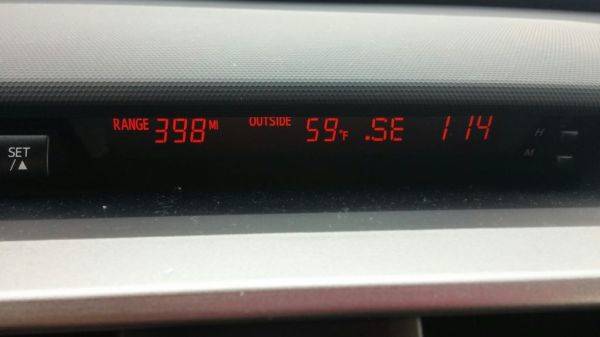 RANGE 398 MI OUTSIDE 59°F .SE 1 14 H
SET
/▲ M